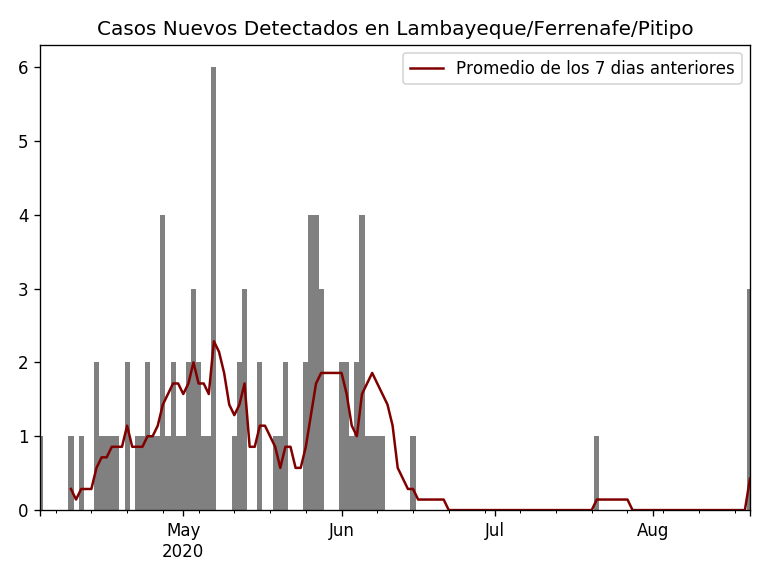 Casos Nuevos Detectados en Lambayeque/Ferrenafe/Pitipo
Promedio de los 7 dias anteriores
6
5
4
3
2
1
0
May
2020
Jun
Jul
Aug